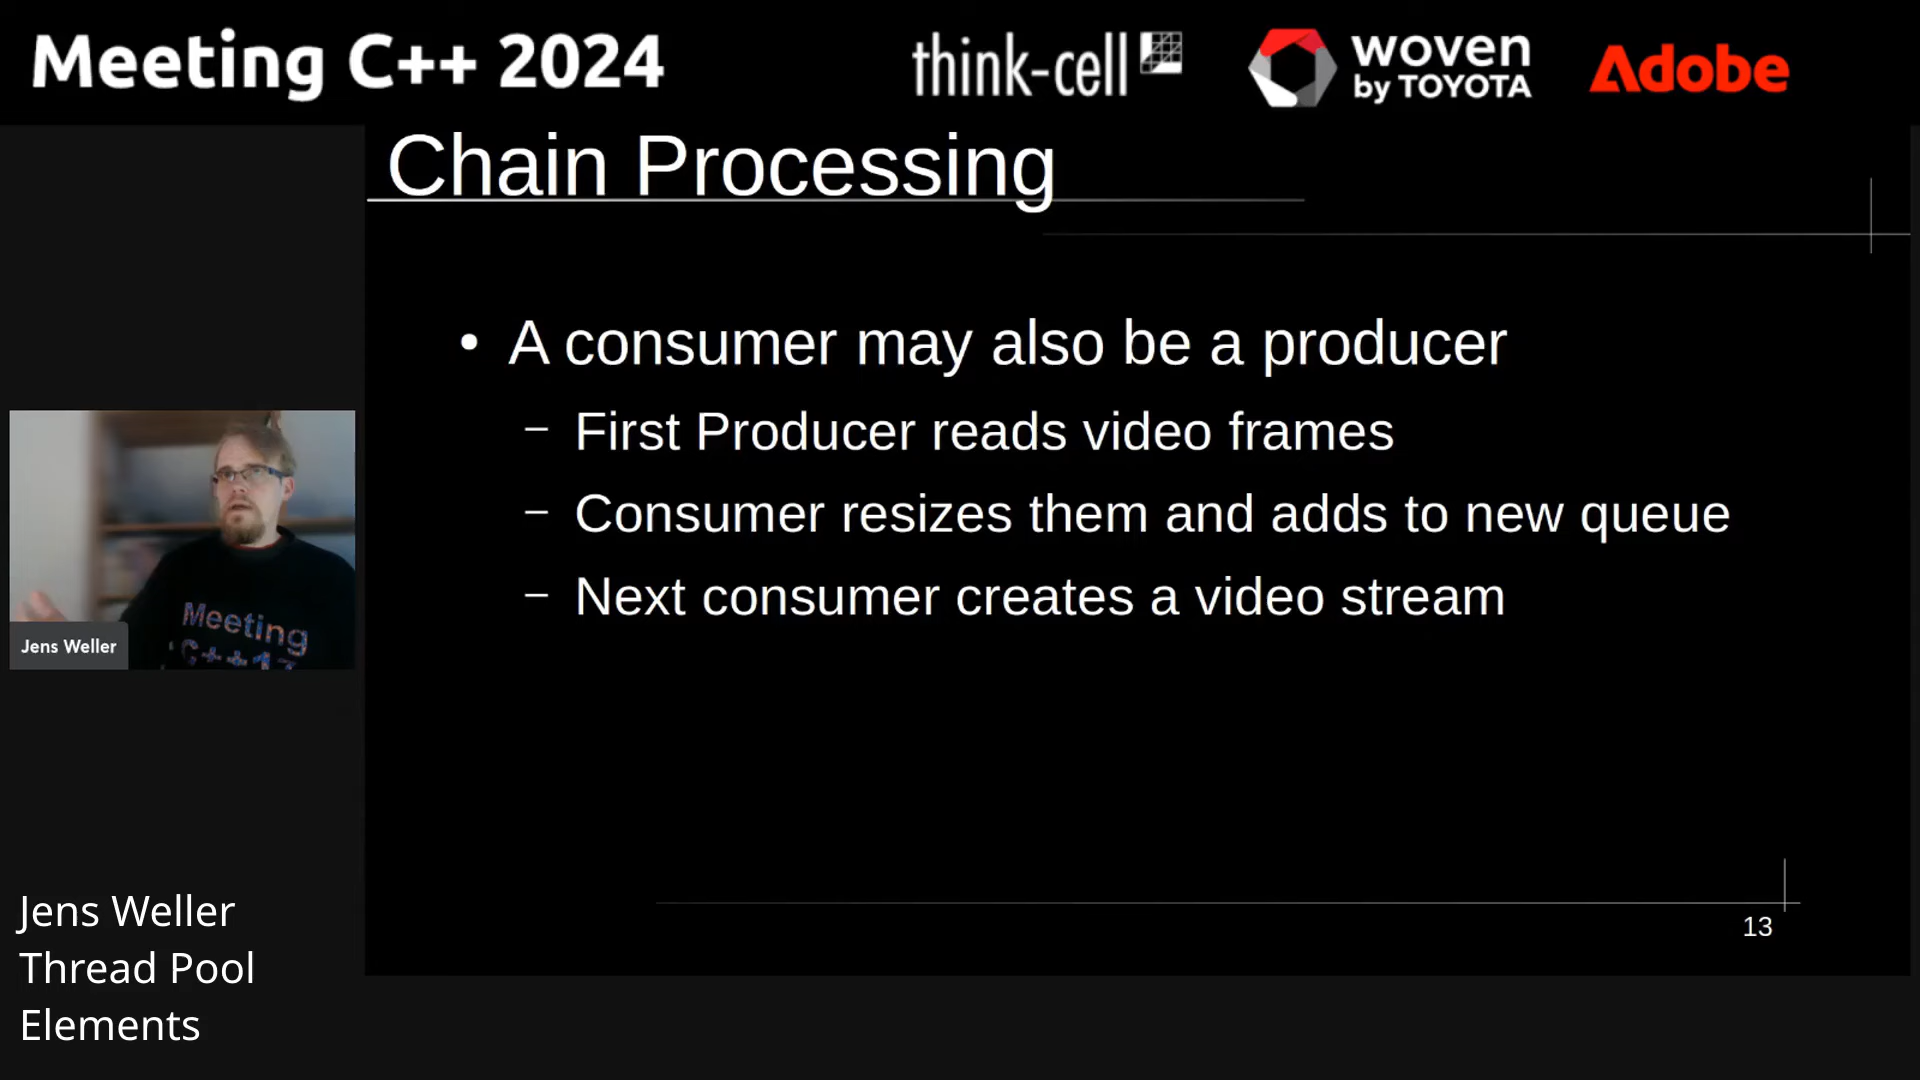 Meeting C++ 2024
think-cell
woven
by TOYOTA
Adobe
Chain Processing
• A consumer may also be a producer
– First Producer reads video frames
– Consumer resizes them and adds to new queue
– Next consumer creates a video stream
13
Meeting
C++17
Jens Weller
Jens Weller
Thread Pool
Elements